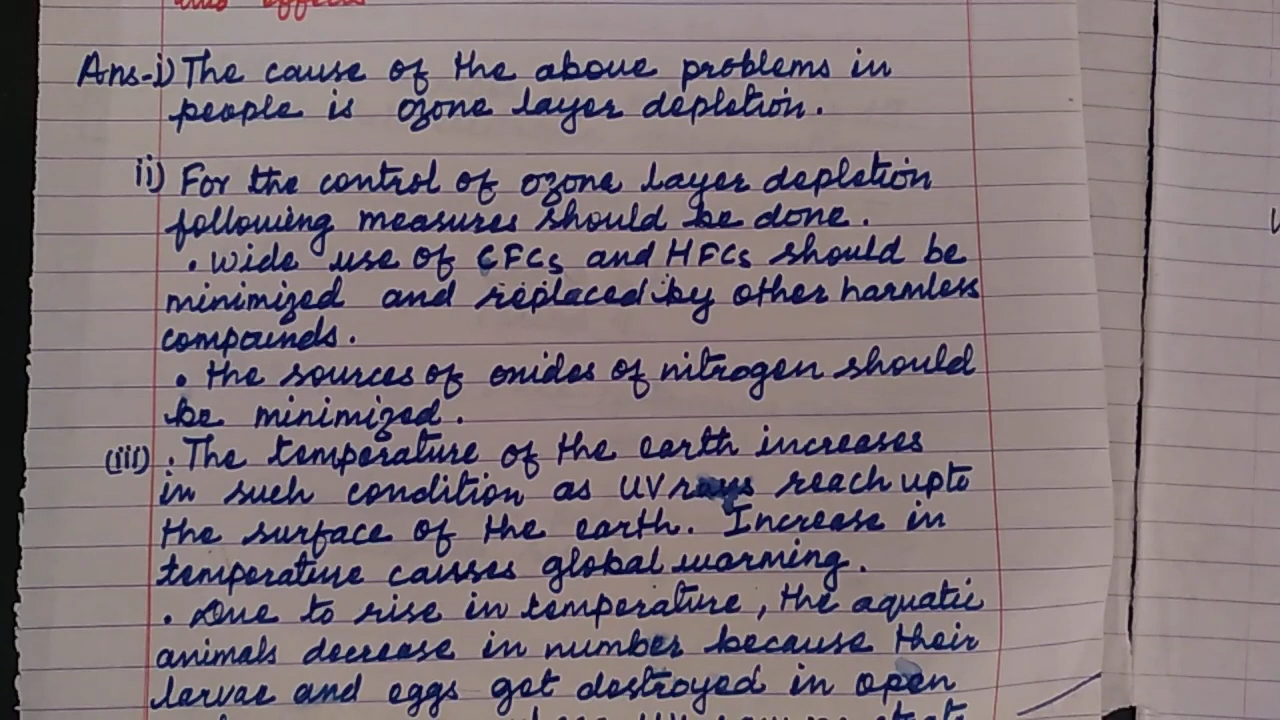 effects
Ans-i) The cause of the above problems in
people is ozone layer depletion.
ii) For the control of ozone layer depletion
following measures should be done.
• Wide use of CFCs and HFCs should be
minimized and replaced by other harmless
compounds.
• The sources of oxides of nitrogen should
be minimized.
(iii) • The temperature of the earth increases
in such condition as UV rays reach upto
the surface of the earth. Increase in
temperature causes global warming.
• Due to rise in temperature, the aquatic
animals decrease in number because their
larvae and eggs get destroyed in open